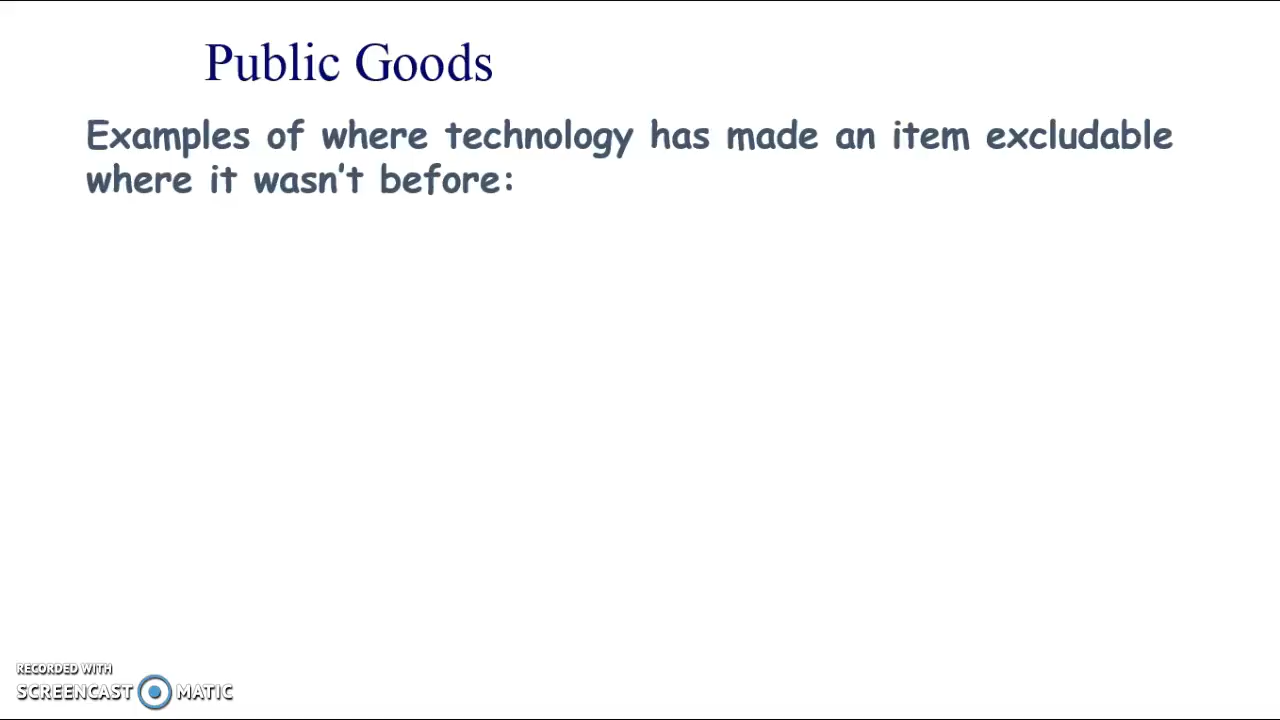 Public Goods
Examples of where technology has made an item excludable
where it wasn't before:
RECORDED WITH
SCREENCAST MATIC